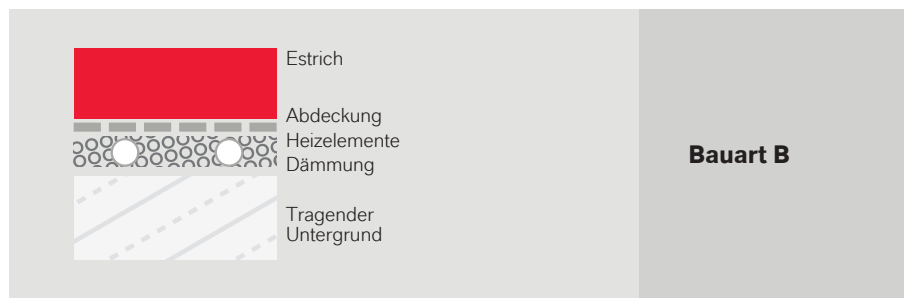 Estrich
Abdeckung
Heizelemente
Dämmung
Tragender
Untergrund
Bauart B